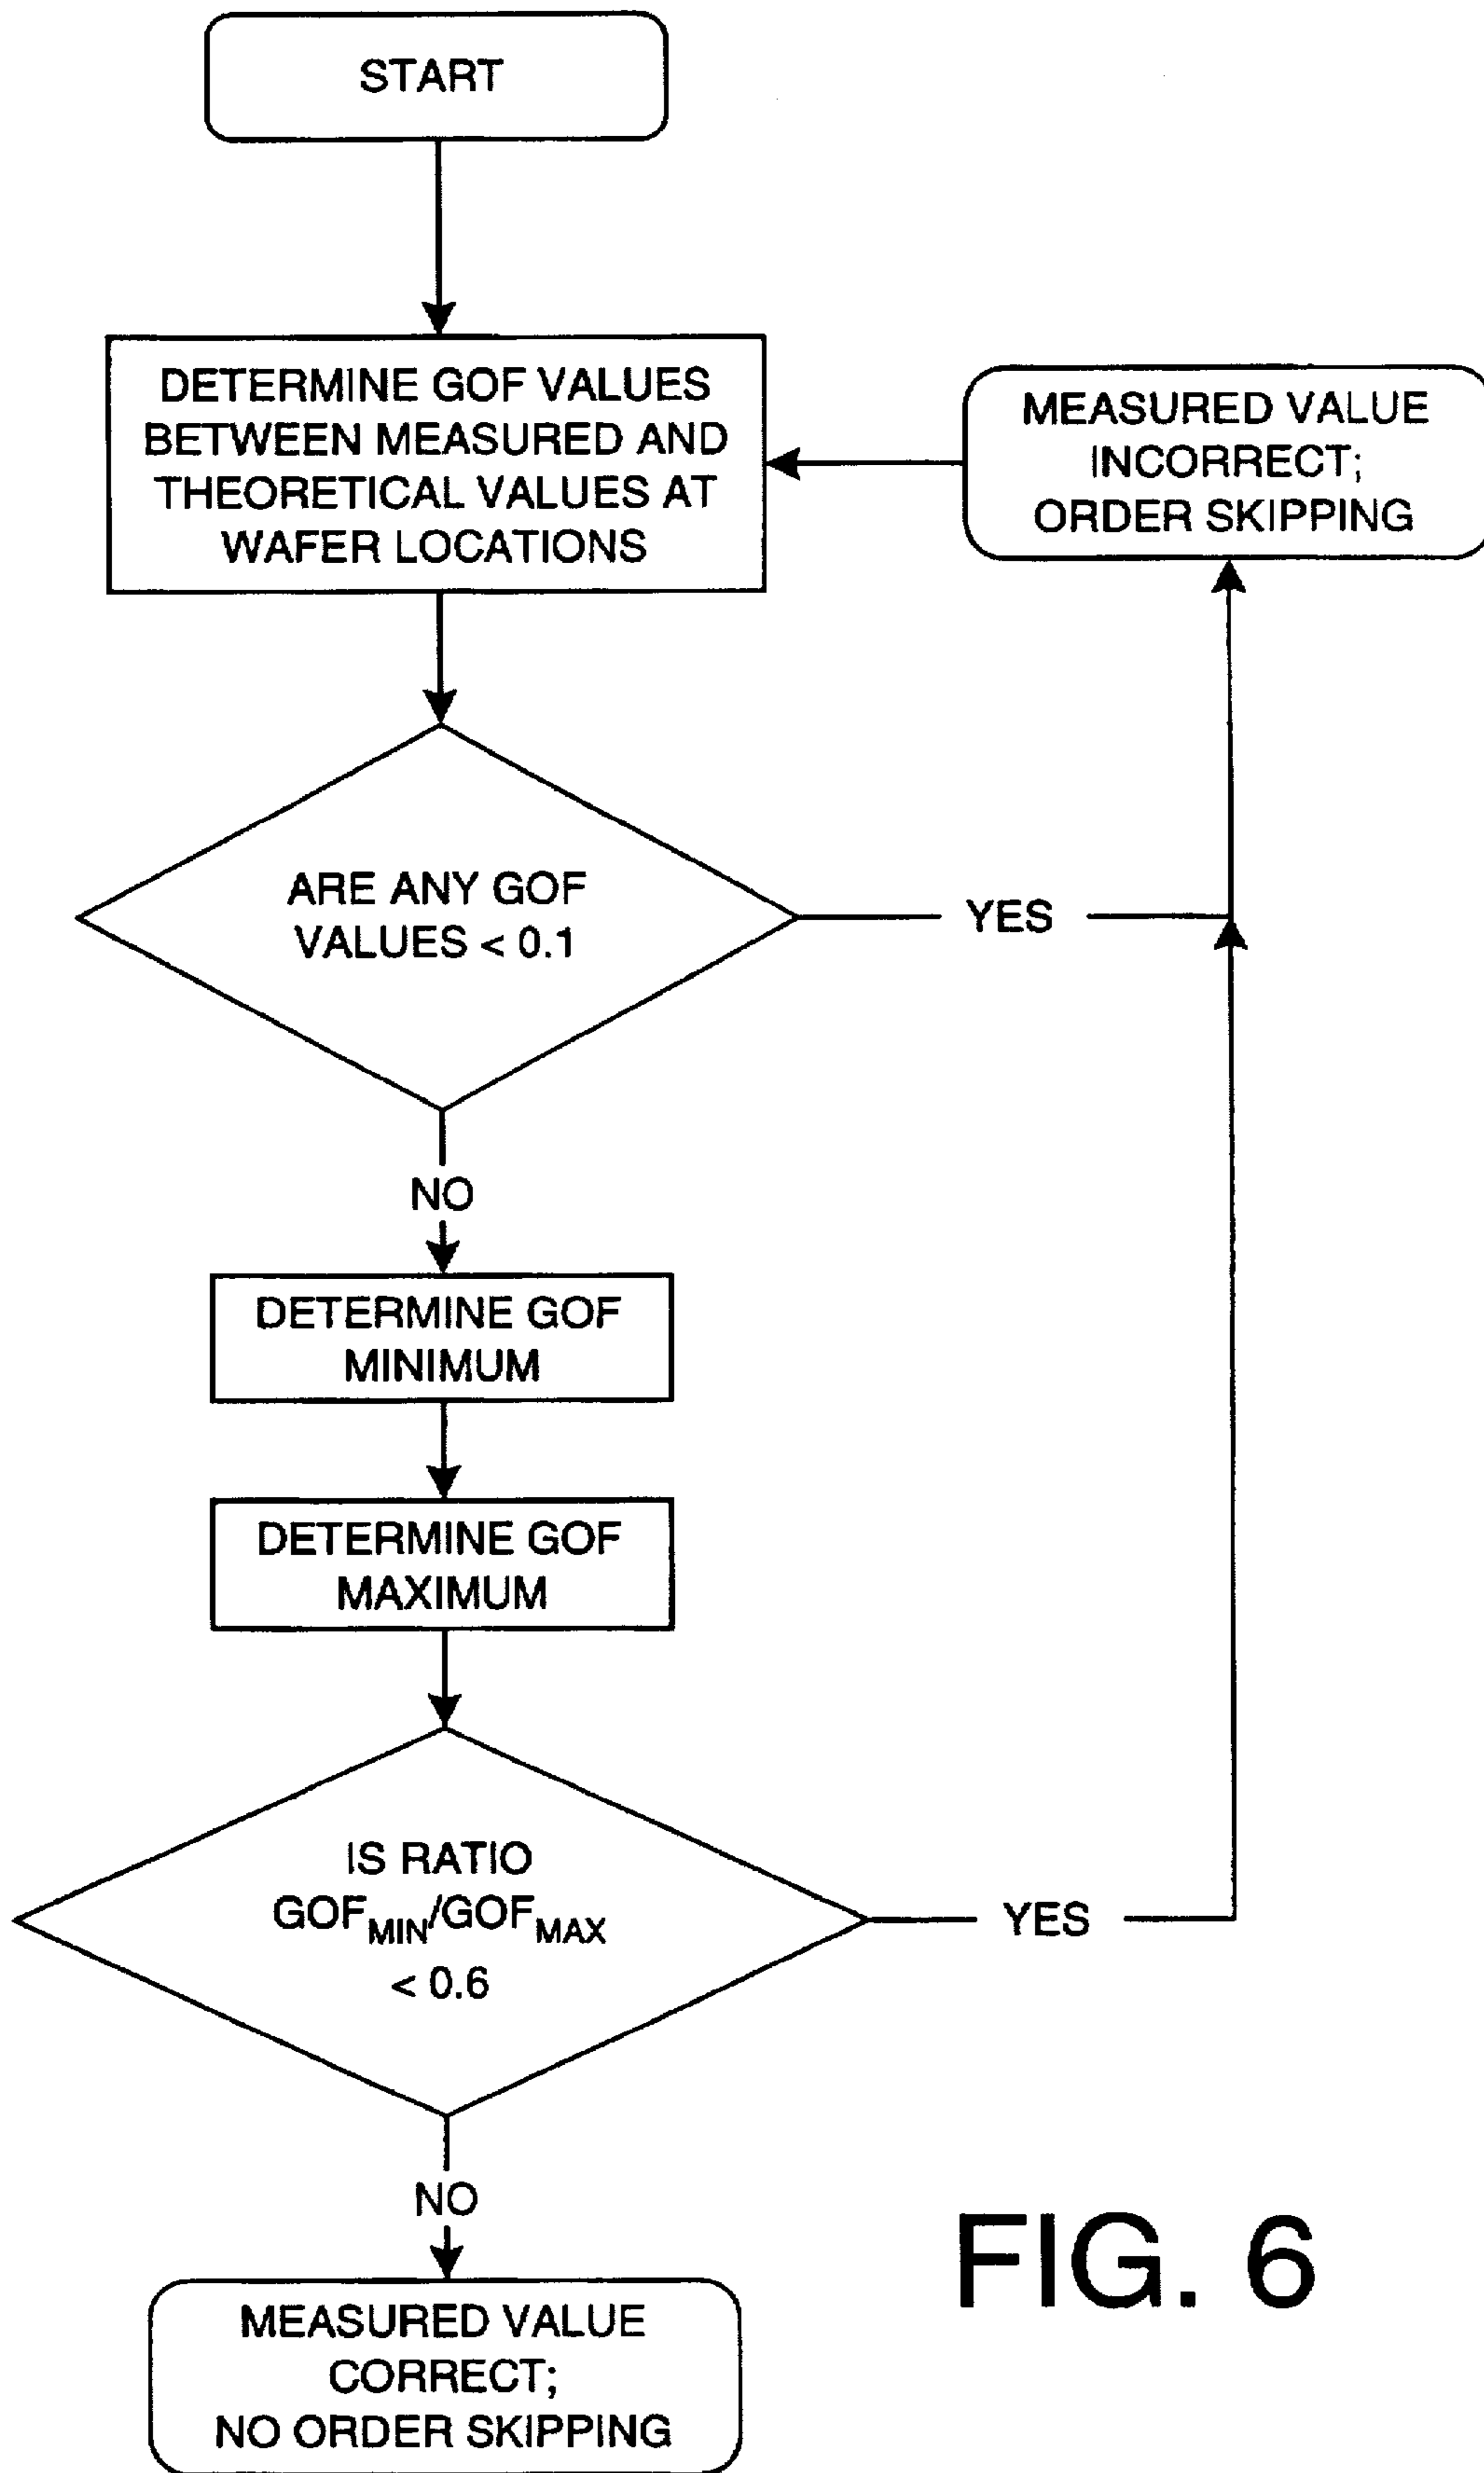 START
DETERMINE GOF VALUES
BETWEEN MEASURED AND
THEORETICAL VALUES AT
WAFER LOCATIONS
MEASURED VALUE
INCORRECT;
ORDER SKIPPING
ARE ANY GOF
VALUES < 0.1
YES
NO
DETERMINE GOF
MINIMUM
DETERMINE GOF
MAXIMUM
IS RATIO
GOF_MIN/GOF_MAX
< 0.6
YES
NO
MEASURED VALUE
CORRECT;
NO ORDER SKIPPING
FIG. 6